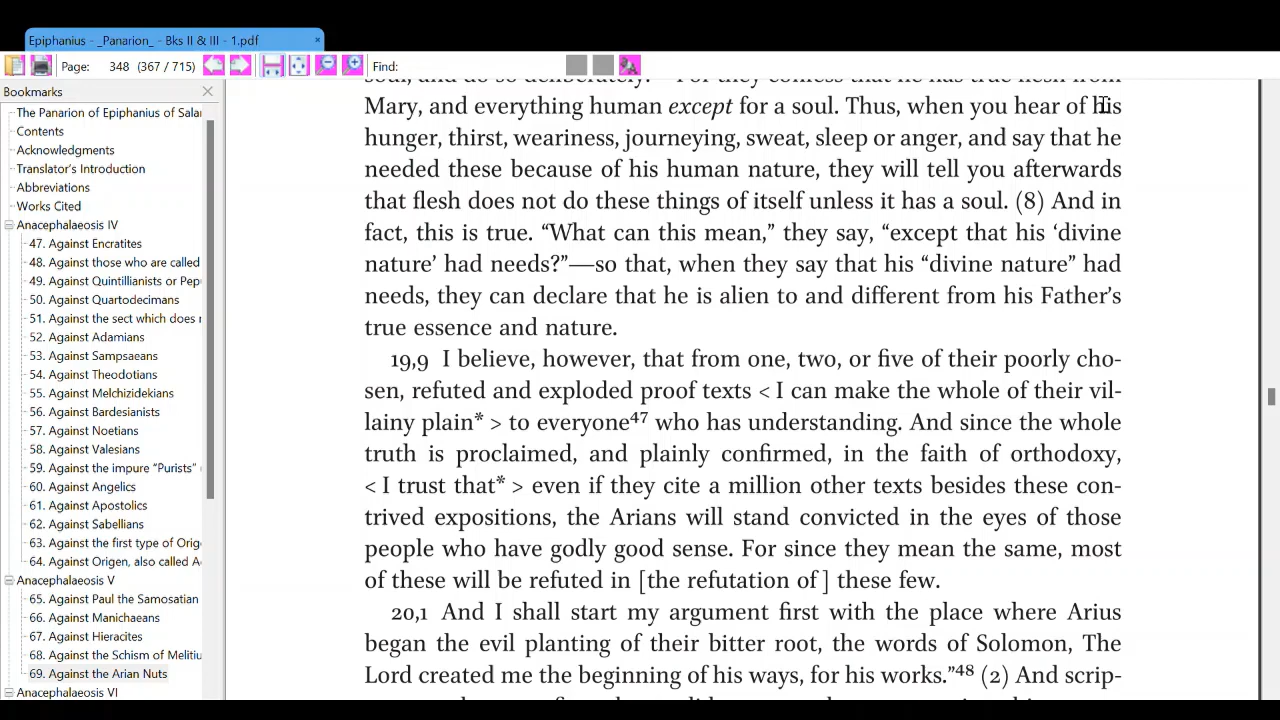 Epiphanius - _Panarion_ - Bks II & III - 1.pdf
Page: 348 (367 / 715)
Find:
Bookmarks
The Panarion of Epiphanius of Salar
Contents
Acknowledgments
Translator's Introduction
Abbreviations
Works Cited
Anacephalaeosis IV
47. Against Encratites
48. Against those who are called
49. Against Quintillianists or Pep
50. Against Quartodecimans
51. Against the sect which does r
52. Against Adamians
53. Against Sampsaeans
54. Against Theodotians
55. Against Melchizidekians
56. Against Bardesianists
57. Against Noetians
58. Against Valesians
59. Against the impure “Purists” (
60. Against Angelics
61. Against Apostolics
62. Against Sabellians
63. Against the first type of Orig
64. Against Origen, also called A
Anacephalaeosis V
65. Against Paul the Samosatian
66. Against Manichaeans
67. Against Hieracites
68. Against the Schism of Melitiu
69. Against the Arian Nuts
Anacephalaeosis VI
soul, and do so deliberately. For they confess that he has true flesh from
Mary, and everything human except for a soul. Thus, when you hear of his
hunger, thirst, weariness, journeying, sweat, sleep or anger, and say that he
needed these because of his human nature, they will tell you afterwards
that flesh does not do these things of itself unless it has a soul. (8) And in
fact, this is true. “What can this mean,” they say, “except that his ‘divine
nature’ had needs?”—so that, when they say that his “divine nature” had
needs, they can declare that he is alien to and different from his Father’s
true essence and nature.
19,9 I believe, however, that from one, two, or five of their poorly cho-
sen, refuted and exploded proof texts < I can make the whole of their vil-
lainy plain* > to everyone47 who has understanding. And since the whole
truth is proclaimed, and plainly confirmed, in the faith of orthodoxy,
< I trust that* > even if they cite a million other texts besides these con-
trived expositions, the Arians will stand convicted in the eyes of those
people who have godly good sense. For since they mean the same, most
of these will be refuted in [the refutation of ] these few.
20,1 And I shall start my argument first with the place where Arius
began the evil planting of their bitter root, the words of Solomon, The
Lord created me the beginning of his ways, for his works.”48 (2) And scrip-